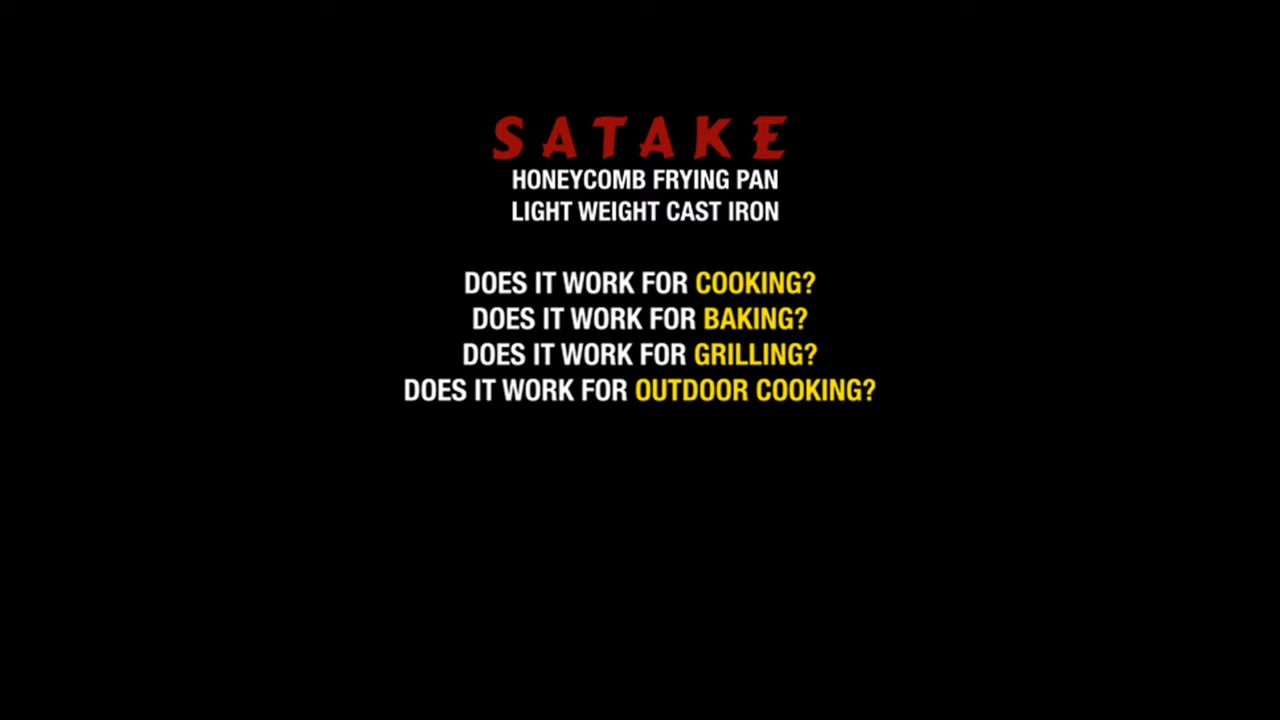 SATAKE
HONEYCOMB FRYING PAN
LIGHT WEIGHT CAST IRON
DOES IT WORK FOR COOKING?
DOES IT WORK FOR BAKING?
DOES IT WORK FOR GRILLING?
DOES IT WORK FOR OUTDOOR COOKING?